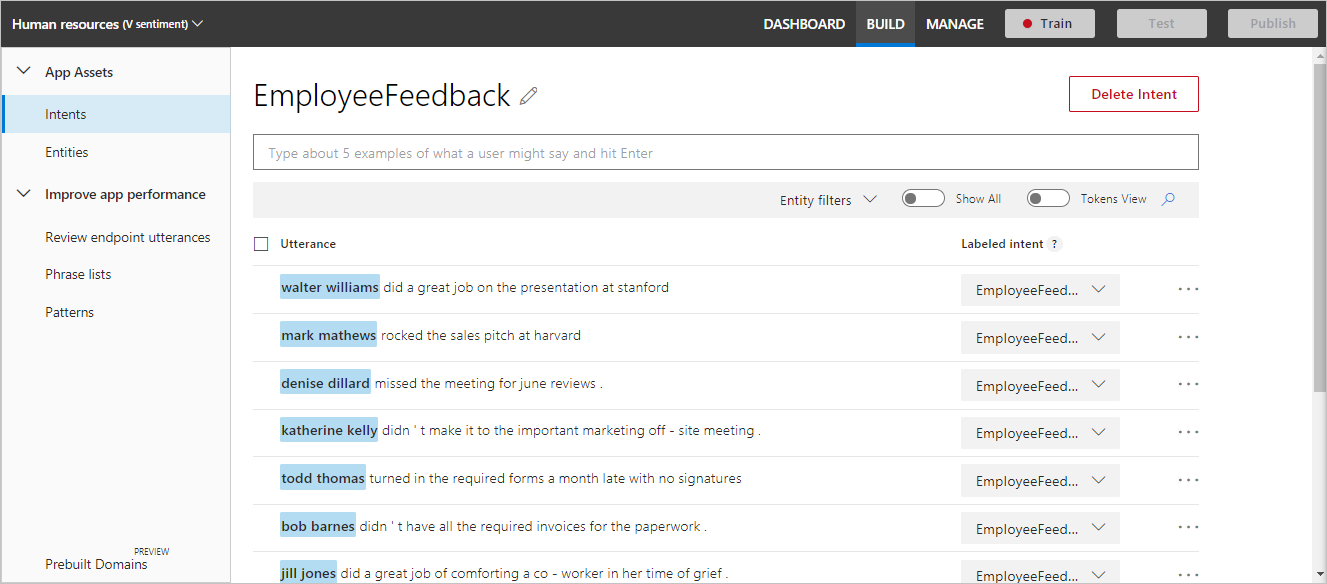 Human resources (V sentiment) DASHBOARD BUILD MANAGE Train Test Publish
App Assets
Intents
Entities
Improve app performance
Review endpoint utterances
Phrase lists
Patterns
PREVIEW
Prebuilt Domains
EmployeeFeedback Delete Intent
Type about 5 examples of what a user might say and hit Enter
Entity filters Show All Tokens View
Utterance Labeled intent ?
walter williams did a great job on the presentation at stanford EmployeeFeed...
mark mathews rocked the sales pitch at harvard EmployeeFeed...
denise dillard missed the meeting for june reviews . EmployeeFeed...
katherine kelly didn ' t make it to the important marketing off - site meeting . EmployeeFeed...
todd thomas turned in the required forms a month late with no signatures EmployeeFeed...
bob barnes didn ' t have all the required invoices for the paperwork . EmployeeFeed...
jill jones did a great job of comforting a co - worker in her time of grief . EmployeeFeed...